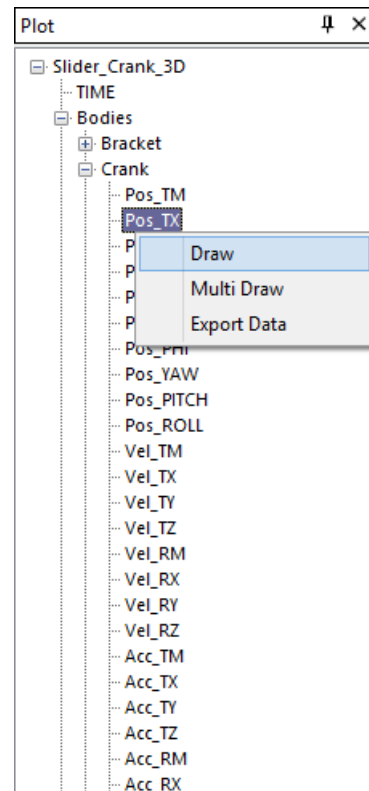 Plot
Slider_Crank_3D
TIME
Bodies
Bracket
Crank
Pos_TM
Pos_TX
Draw
Multi Draw
Export Data
Pos_PHI
Pos_YAW
Pos_PITCH
Pos_ROLL
Vel_TM
Vel_TX
Vel_TY
Vel_TZ
Vel_RM
Vel_RX
Vel_RY
Vel_RZ
Acc_TM
Acc_TX
Acc_TY
Acc_TZ
Acc_RM
Acc_RX